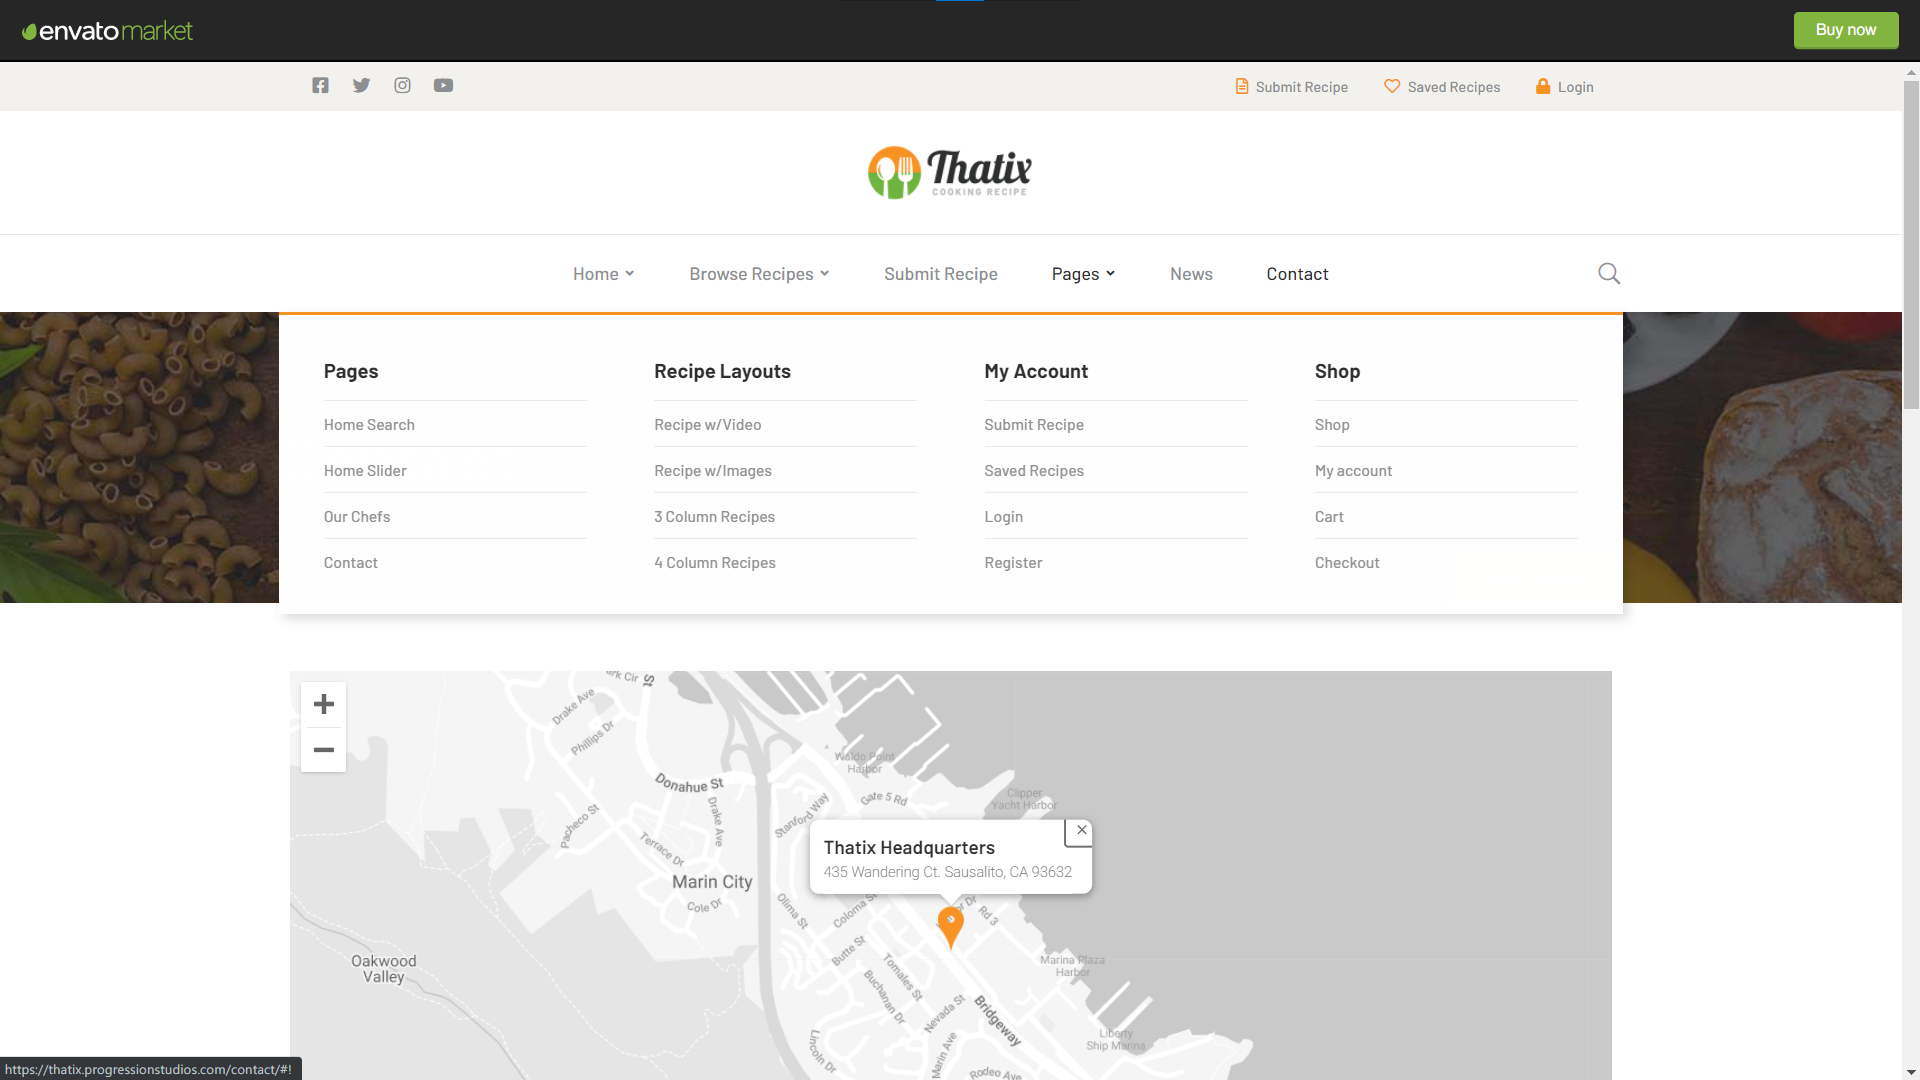 envato market
Buy now
Submit Recipe
Saved Recipes
Login
Thatix
COOKING RECIPE
Home
Browse Recipes
Submit Recipe
Pages
News
Contact
Pages
Home Search
Home Slider
Our Chefs
Contact
Recipe Layouts
Recipe w/Video
Recipe w/Images
3 Column Recipes
4 Column Recipes
My Account
Submit Recipe
Saved Recipes
Login
Register
Shop
Shop
My account
Cart
Checkout
rk Cir
St
Drake Ave
Phillips Dr
Donahue St
Drake Ave
Pacheco St
Terrace Dr
Stanford Way
Waldo Point
Harbor
Gate 5 Rd
Clipper
Yacht Harbor
Thatix Headquarters
435 Wandering Ct. Sausalito, CA 93632
Marin City
Cole Dr
Olima St
Coloma St
or Dr
Rd 3
Butte St
Oakwood
Valley
Tomales St
Buchanan Dr
Marina Plaza
Harbor
Nevada St
Bridgeway
Liberty
Ship Marina
Lincoln Dr
Marin Ave
Rodeo Ave
https://thatix.progressionstudios.com/contact/#!